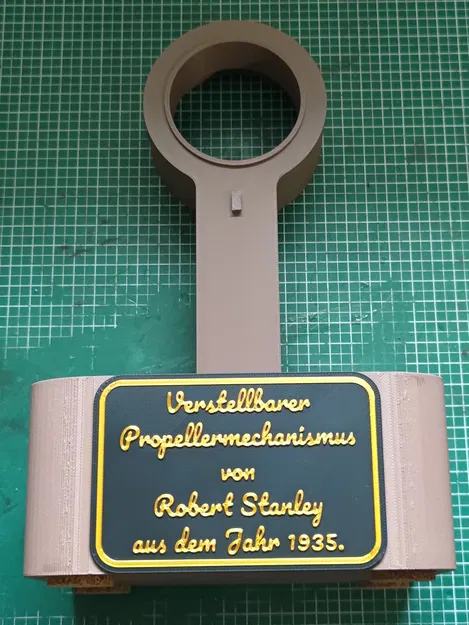 Verstellbarer
Propellermechanismus
von
Robert Stanley
aus dem Jahr 1935.